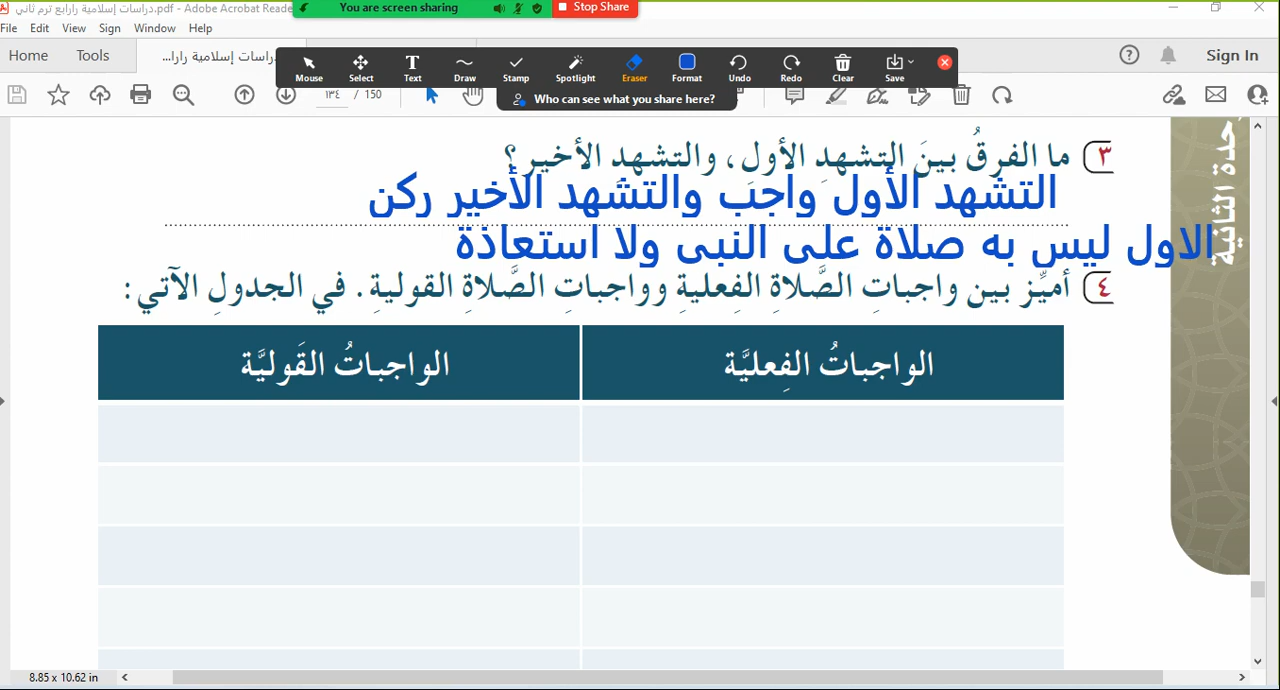 دراسات إسلامية رارابع ترم ثاني.pdf - Adobe Acrobat Reade
You are screen sharing
Stop Share
File Edit View Sign Window Help
Home Tools دراسات إسلامية رارا...
Mouse Select Text Draw Stamp Spotlight Eraser Format Undo Redo Clear Save
Sign In
١٣٤ / 150
Who can see what you share here?
٣ ما الفرقُ بينَ التشهدِ الأولِ، والتشهدِ الأخيرِ؟
التشهد الأول واجب والتشهد الأخير ركن
الاول ليس به صلاة على النبى ولا استعاذة
٤ أميِّز بين واجباتِ الصَّلاةِ الفِعليةِ وواجباتِ الصَّلاةِ القوليةِ. في الجدولِ الآتي:
الواجباتُ الفِعليَّة الواجباتُ القَوليَّة
الثانية
8.85 x 10.62 in